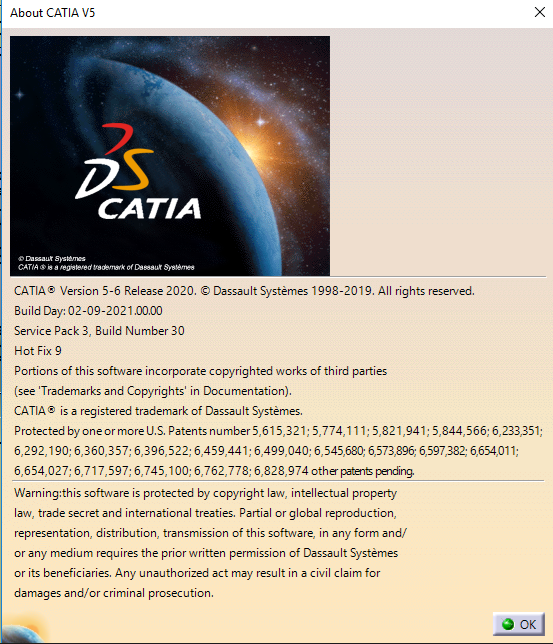 About CATIA V5
DS
CATIA
© Dassault Systèmes
CATIA ® is a registered trademark of Dassault Systèmes
CATIA® Version 5-6 Release 2020. © Dassault Systèmes 1998-2019. All rights reserved.
Build Day: 02-09-2021.00.00
Service Pack 3, Build Number 30
Hot Fix 9
Portions of this software incorporate copyrighted works of third parties
(see 'Trademarks and Copyrights' in Documentation).
CATIA® is a registered trademark of Dassault Systèmes.
Protected by one or more U.S. Patents number 5,615,321; 5,774,111; 5,821,941; 5,844,566; 6,233,351;
6,292,190; 6,360,357; 6,396,522; 6,459,441; 6,499,040; 6,545,680; 6,573,896; 6,597,382; 6,654,011;
6,654,027; 6,717,597; 6,745,100; 6,762,778; 6,828,974 other patents pending.
Warning:this software is protected by copyright law, intellectual property
law, trade secret and international treaties. Partial or global reproduction,
representation, distribution, transmission of this software, in any form and/
or any medium requires the prior written permission of Dassault Systèmes
or its beneficiaries. Any unauthorized act may result in a civil claim for
damages and/or criminal prosecution.
OK